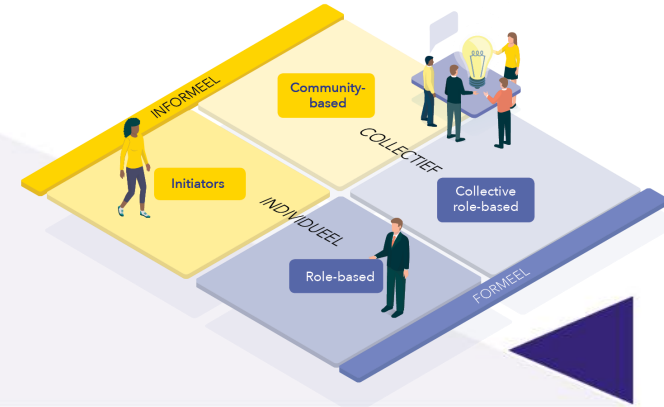 INFORMEEL
Community-
based
COLLECTIEF
Initiators
INDIVIDUEEL
Collective
role-based
Role-based
FORMEEL